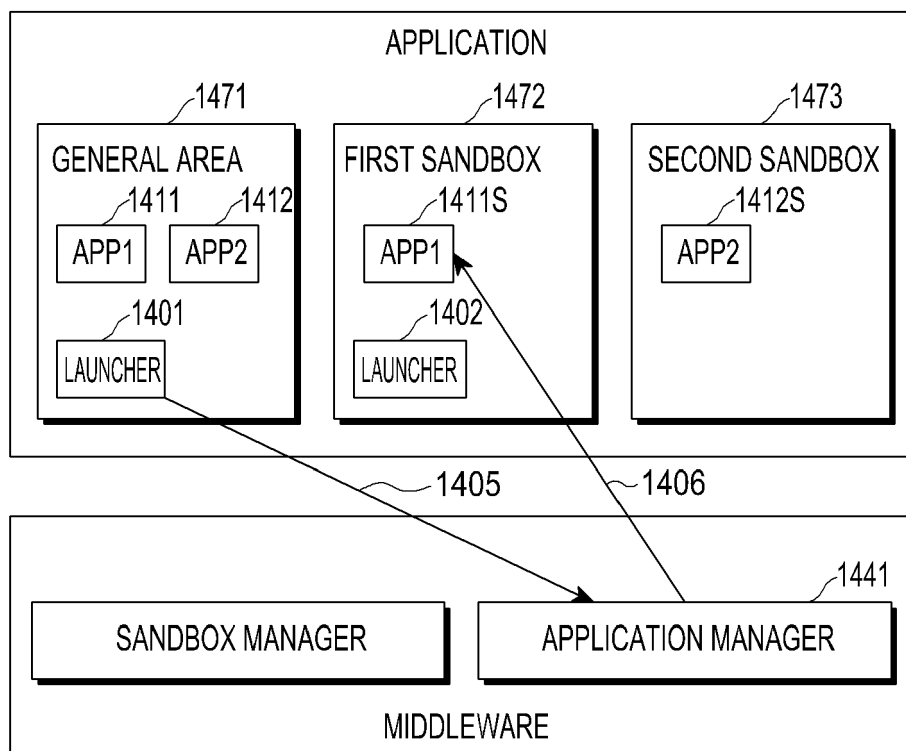 APPLICATION
1471 1472 1473
GENERAL AREA FIRST SANDBOX SECOND SANDBOX
1411 1412 1411S 1412S
APP1 APP2 APP1 APP2
1401 1402
LAUNCHER LAUNCHER
1405 1406
1441
SANDBOX MANAGER APPLICATION MANAGER
MIDDLEWARE